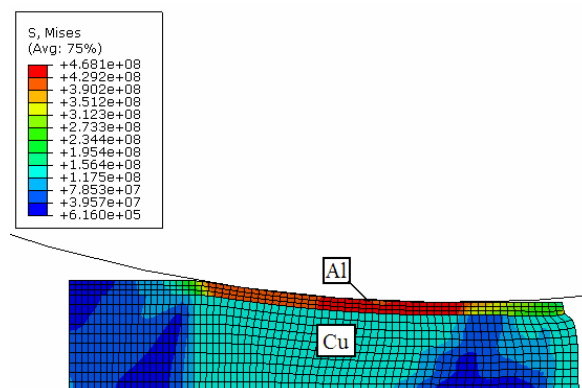 S, Mises
(Avg: 75%)
+4.681e+08
+4.292e+08
+3.902e+08
+3.512e+08
+3.123e+08
+2.733e+08
+2.344e+08
+1.954e+08
+1.564e+08
+1.175e+08
+7.853e+07
+3.957e+07
+6.160e+05
Al
Cu